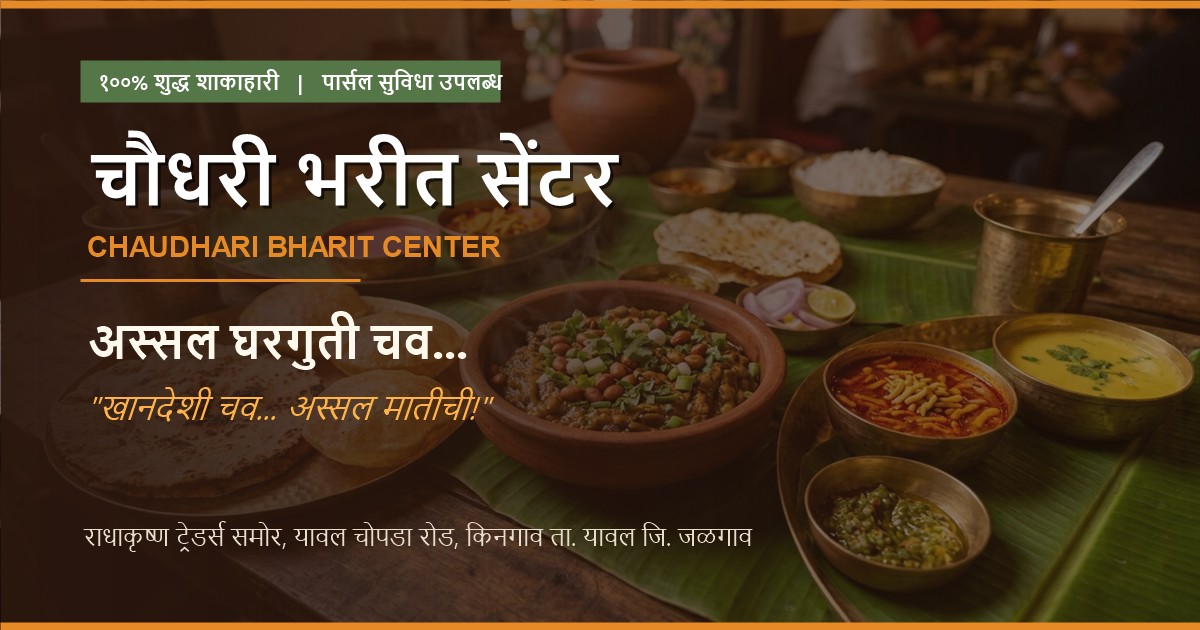 १००% शुद्ध शाकाहारी | पार्सल सुविधा उपलब्ध
चौधरी भरीत सेंटर
CHAUDHARI BHARIT CENTER
अस्सल घरगुती चव...
"खानदेशी चव... अस्सल मातीची!"
राधाकृष्ण ट्रेडर्स समोर, यावल चोपडा रोड, किनगाव ता. यावल जि. जळगाव